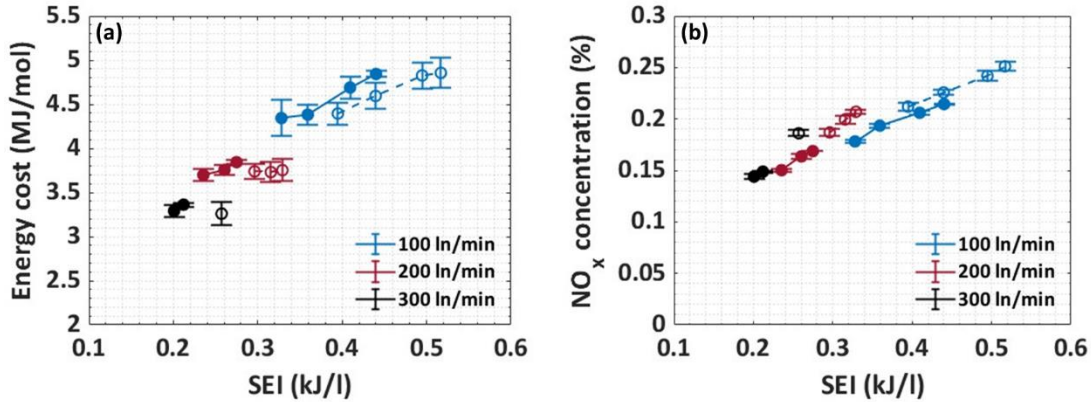 (a)
Energy cost (MJ/mol)
5.5
5
4.5
4
3.5
3
2.5
2
100 ln/min
200 ln/min
300 ln/min
0.1 0.2 0.3 0.4 0.5 0.6
SEI (kJ/l)
(b)
NOx concentration (%)
0.3
0.25
0.2
0.15
0.1
0.05
0
100 ln/min
200 ln/min
300 ln/min
0.1 0.2 0.3 0.4 0.5 0.6
SEI (kJ/l)